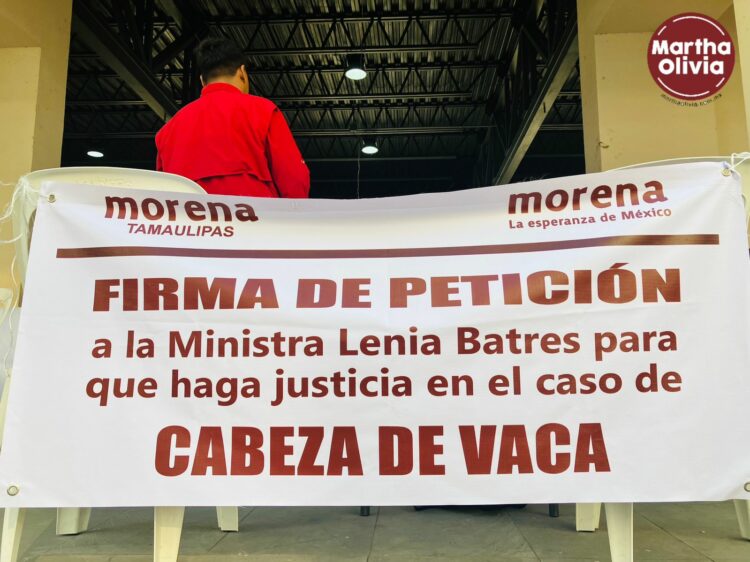 Martha
Olivia
morena
TAMAULIPAS
morena
La esperanza de México
FIRMA DE PETICIÓN
a la Ministra Lenia Batres para
que haga justicia en el caso de
CABEZA DE VACA